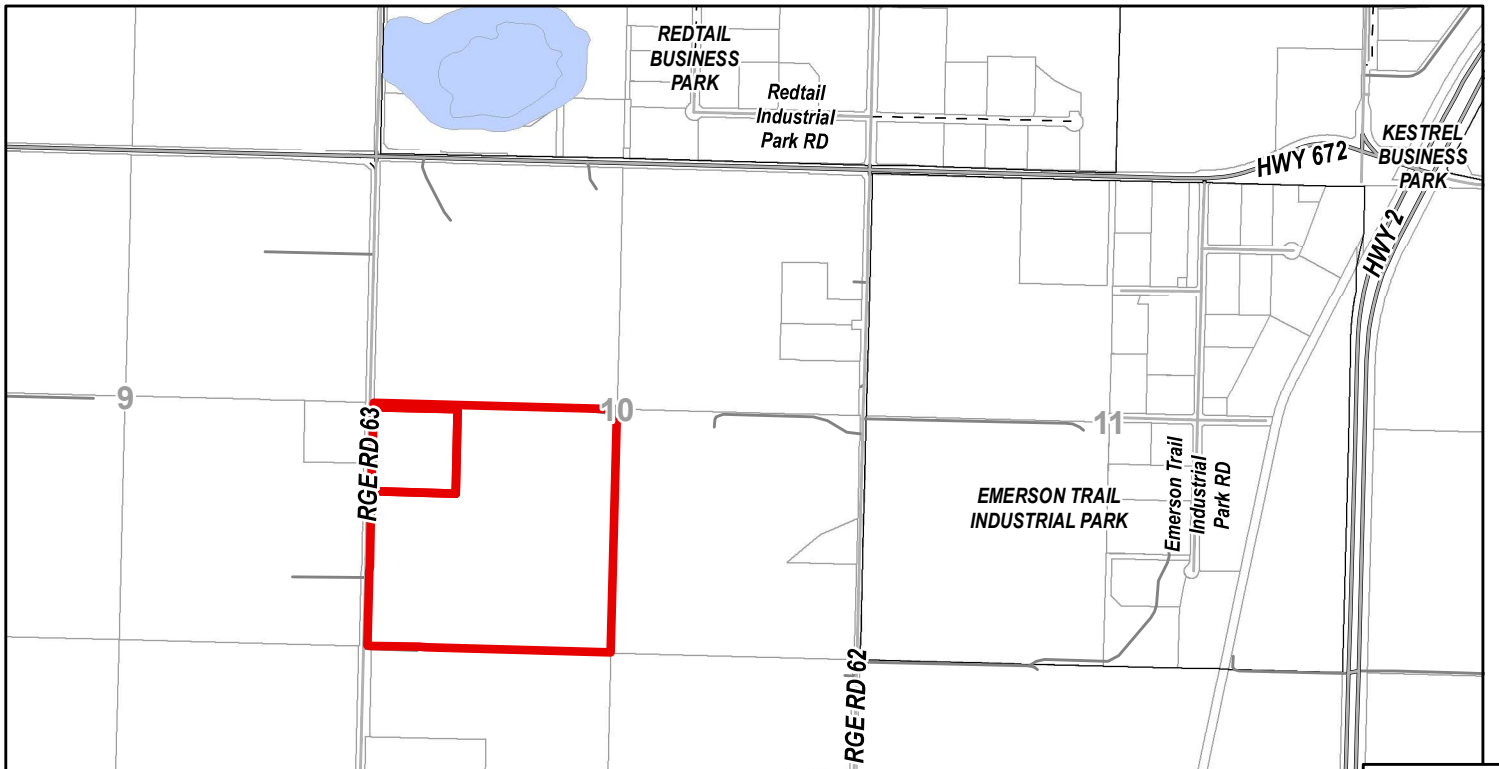 REDTAIL
BUSINESS
PARK
Redtail
Industrial
Park RD
KESTREL
BUSINESS
PARK
HWY 672
HWY 2
9
10
11
RGE RD 63
EMERSON TRAIL
INDUSTRIAL PARK
Emerson Trail
Industrial
Park RD
RGE RD 62